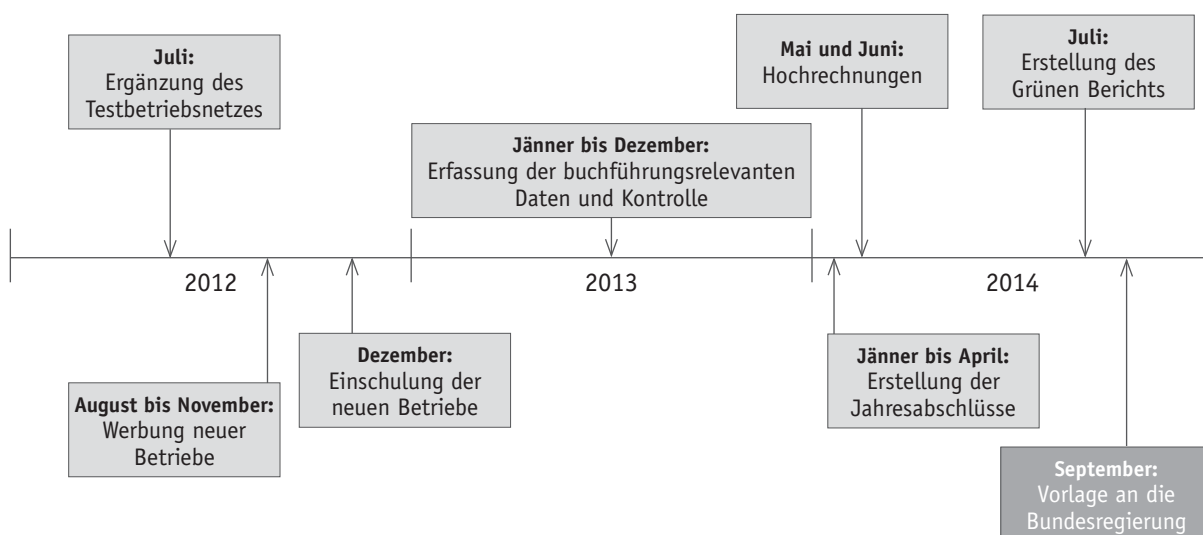 Juli:
Ergänzung des
Testbetriebsnetzes
Mai und Juni:
Hochrechnungen
Juli:
Erstellung des
Grünen Berichts
Jänner bis Dezember:
Erfassung der buchführungsrelevanten
Daten und Kontrolle
2012
2013
2014
August bis November:
Werbung neuer
Betriebe
Dezember:
Einschulung der
neuen Betriebe
Jänner bis April:
Erstellung der
Jahresabschlüsse
September:
Vorlage an die
Bundesregierung